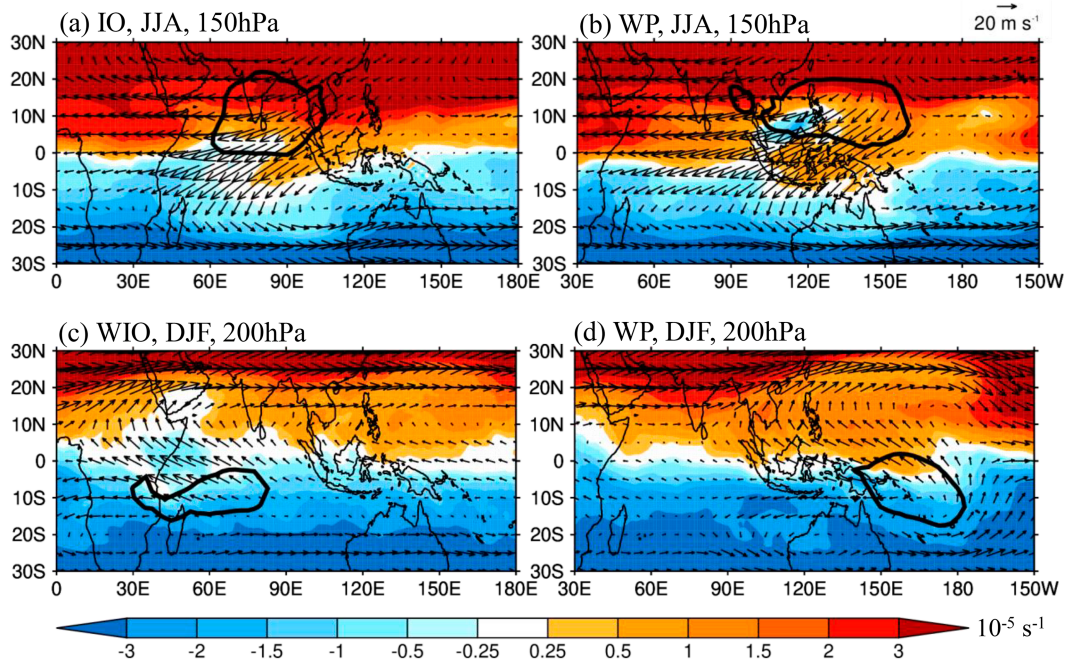 (a) IO, JJA, 150hPa
(b) WP, JJA, 150hPa
20 m s⁻¹
30N
20N
10N
0
10S
20S
30S
0 30E 60E 90E 120E 150E 180E
30N
20N
10N
0
10S
20S
30S
30E 60E 90E 120E 150E 180 150W
(c) WIO, DJF, 200hPa
(d) WP, DJF, 200hPa
30N
20N
10N
0
10S
20S
30S
0 30E 60E 90E 120E 150E 180
30N
20N
10N
0
10S
20S
30S
30E 60E 90E 120E 150E 180 150W
-3 -2 -1.5 -1 -0.5 -0.25 0.25 0.5 1 1.5 2 3
10⁻⁵ s⁻¹